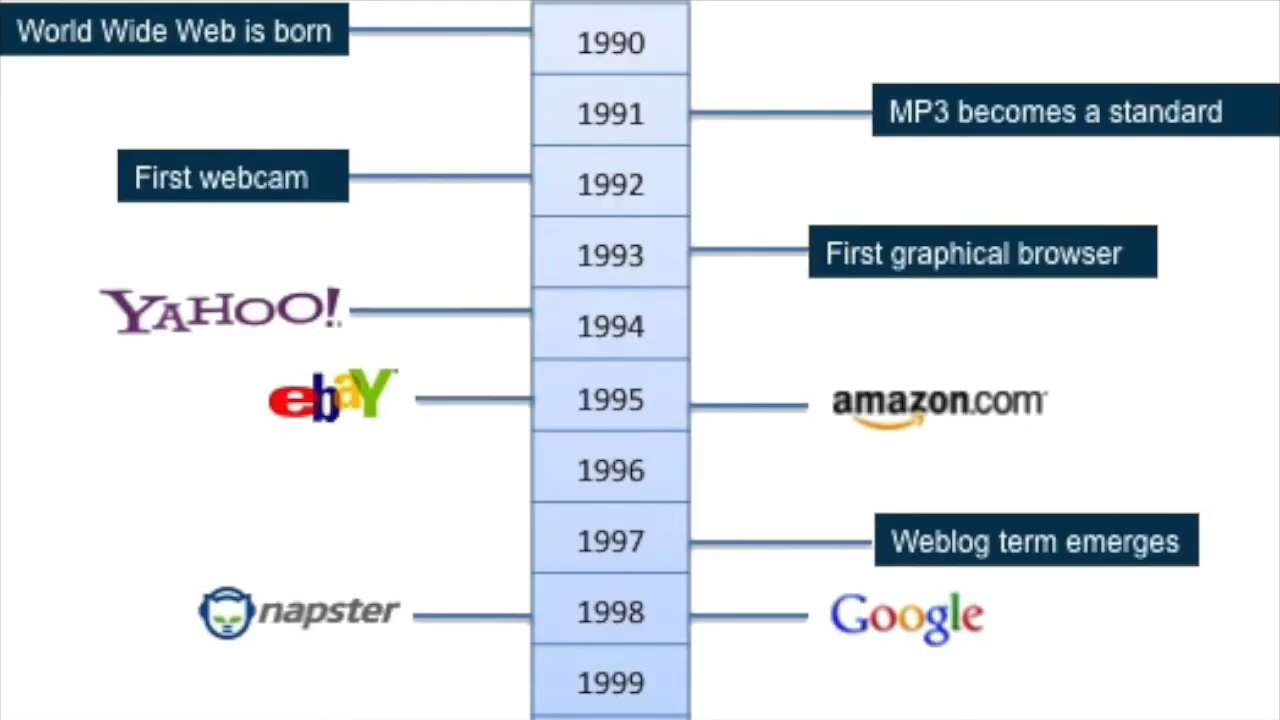 World Wide Web is born
1990
1991
MP3 becomes a standard
First webcam
1992
1993
First graphical browser
YAHOO!
1994
ebaY
1995
amazon.com
1996
1997
Weblog term emerges
napster
1998
Google
1999